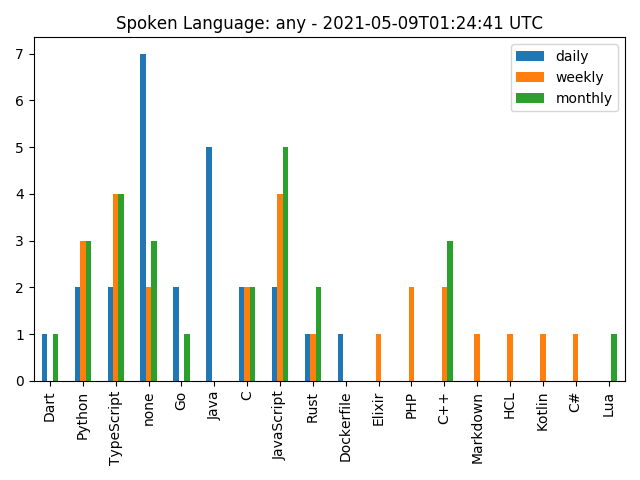 Spoken Language: any - 2021-05-09T01:24:41 UTC
daily
weekly
monthly
7
6
5
4
3
2
1
0
Dart
Python
TypeScript
none
Go
Java
C
JavaScript
Rust
Dockerfile
Elixir
PHP
C++
Markdown
HCL
Kotlin
C#
Lua